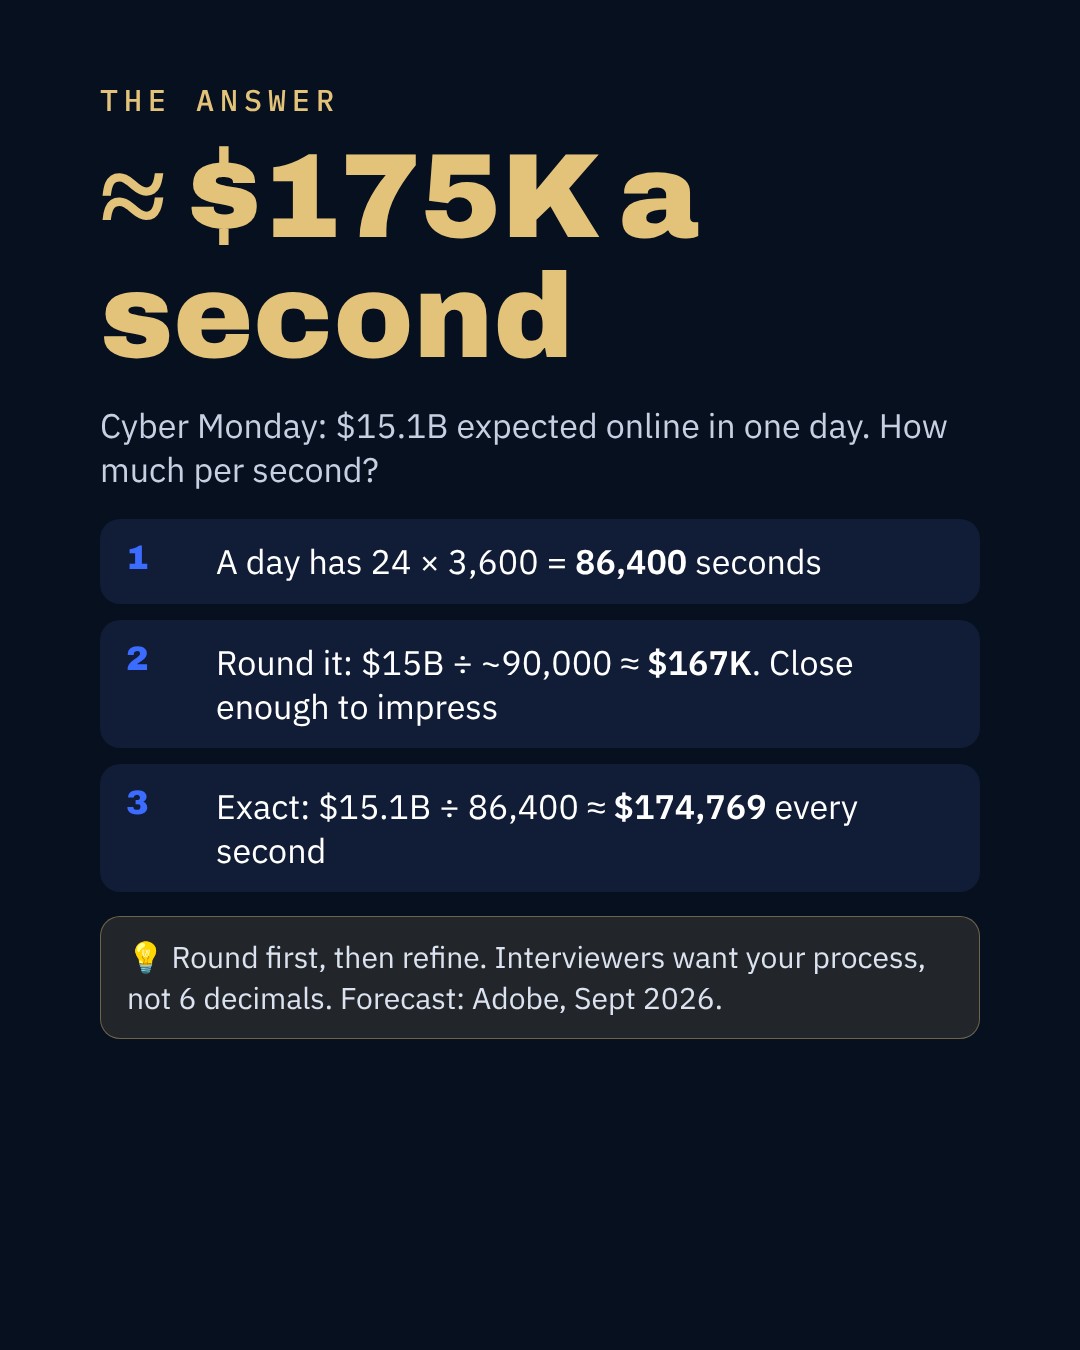 THE ANSWER
≈ $175K a
second
Cyber Monday: $15.1B expected online in one day. How
much per second?
1 A day has 24 × 3,600 = 86,400 seconds
2 Round it: $15B ÷ ~90,000 ≈ $167K. Close
enough to impress
3 Exact: $15.1B ÷ 86,400 ≈ $174,769 every
second
💡 Round first, then refine. Interviewers want your process,
not 6 decimals. Forecast: Adobe, Sept 2026.